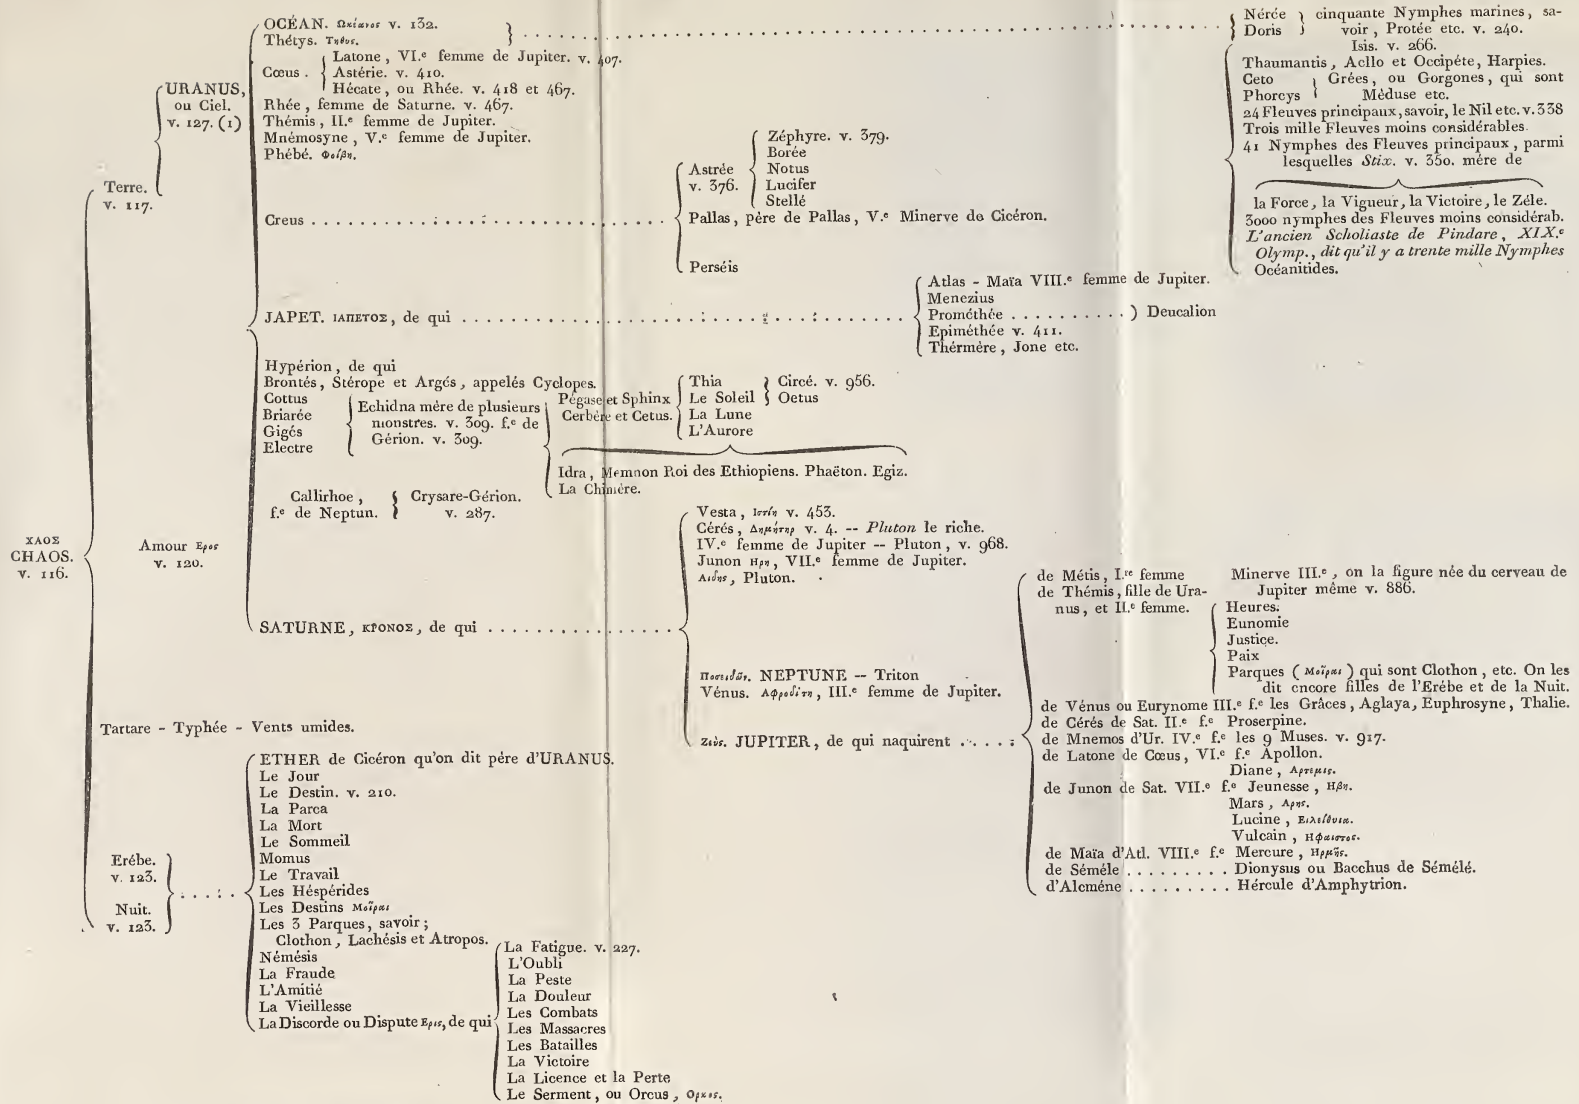 ΧΑΟΣ
CHAOS.
v. 116.
Terre.
v. 117.
URANUS,
ou Ciel.
v. 127. (1)
OCÉAN. Ωκέανος v. 132.
Thétys. Τηθυς.
Cœus .
Latone, VI.e femme de Jupiter. v. 407.
Astérie. v. 410.
Hécate, ou Rhée. v. 418 et 467.
Rhée, femme de Saturne. v. 467.
Thémis, II.e femme de Jupiter.
Mnémosyne, V.e femme de Jupiter.
Phébé. Φοίβη.
Creus
Astrée
v. 376.
Zéphyre. v. 379.
Borée
Notus
Lucifer
Stellé
Pallas, père de Pallas, V.e Minerve de Cicéron.
Perséis
Nérée
Doris
cinquante Nymphes marines, sa-
voir, Protée etc. v. 240.
Isis. v. 266.
Thaumantis, Aello et Occipéte, Harpies.
Ceto
Phorcys
Grées, ou Gorgones, qui sont
Méduse etc.
24 Fleuves principaux, savoir, le Nil etc. v. 338
Trois mille Fleuves moins considérables.
41 Nymphes des Fleuves principaux, parmi
lesquelles Stix. v. 350. mére de
la Force, la Vigueur, la Victoire, le Zéle.
3000 nymphes des Fleuves moins considérab.
L'ancien Scholiaste de Pindare, XIX.e
Olymp., dit qu'il y a trente mille Nymphes
Océanitides.
JAPET. ΙΑΠΕΤΟΣ, de qui
Atlas - Maïa VIII.e femme de Jupiter.
Menezius
Prométhée . . . . . . . . . . ) Deucalion
Epiméthée v. 411.
Thérmère, Jone etc.
Hypérion, de qui
Brontés, Stérope et Argés, appelés Cyclopes.
Cottus
Briarée
Gigés
Electre
Echidna mère de plusieurs
monstres. v. 309. f.e de
Gérion. v. 309.
Pégase et Sphinx
Cerbére et Cetus.
Thia
Le Soleil
La Lune
L'Aurore
Circé. v. 956.
Oetus
Idra, Memnon Roi des Ethiopiens. Phaëton. Egiz.
La Chimére.
Callirhoe,
f.e de Neptun.
Crysare-Gérion.
v. 287.
Amour Ερος
v. 120.
SATURNE, ΚΡΟΝΟΣ, de qui
Vesta, Ιστίη v. 453.
Cérés, Δημήτηρ v. 4. -- Pluton le riche.
IV.e femme de Jupiter -- Pluton, v. 968.
Junon Ηρη, VII.e femme de Jupiter.
Αιδης, Pluton.
Ποσειδῶν. NEPTUNE -- Triton
Vénus. Αφροδίτη, III.e femme de Jupiter.
Ζεὺς. JUPITER, de qui naquirent
de Métis, I.re femme
Minerve III.e, on la figure née du cerveau de
Jupiter même v. 886.
de Thémis, fille de Ura-
nus, et II.e femme.
Heures.
Eunomie
Justice.
Paix
Parques ( Μοῖραι ) qui sont Clothon, etc. On les
dit encore filles de l'Erébe et de la Nuit.
de Vénus ou Eurynome III.e f.e les Grâces, Aglaya, Euphrosyne, Thalie.
de Cérés de Sat. II.e f.e Proserpine.
de Mnemos d'Ur. IV.e f.e les 9 Muses. v. 917.
de Latone de Cœus, VI.e f.e Apollon.
Diane, Αρτεμις.
de Junon de Sat. VII.e f.e Jeunesse, Ηβη.
Mars, Αρης.
Lucine, Ειλείθυια.
Vulcain, Ηφαιστος.
de Maïa d'Atl. VIII.e f.e Mercure, Ηρμῆς.
de Séméle . . . . . . . . . Dionysus ou Bacchus de Sémélé.
d'Alcméne . . . . . . . . . Hércule d'Amphytrion.
Tartare - Typhée - Vents umides.
Erébe.
v. 123.
Nuit.
v. 123.
ETHER de Cicéron qu'on dit pére d'URANUS.
Le Jour
Le Destin. v. 210.
La Parca
La Mort
Le Sommeil
Momus
Le Travail
Les Héspérides
Les Destins Μοῖραι
Les 3 Parques, savoir;
Clothon, Lachésis et Atropos.
Némésis
La Fraude
L'Amitié
La Vieillesse
La Discorde ou Dispute Ερις, de qui
La Fatigue. v. 227.
L'Oubli
La Peste
La Douleur
Les Combats
Les Massacres
Les Batailles
La Victoire
La Licence et la Perte
Le Serment, ou Orcus, Ορκος.